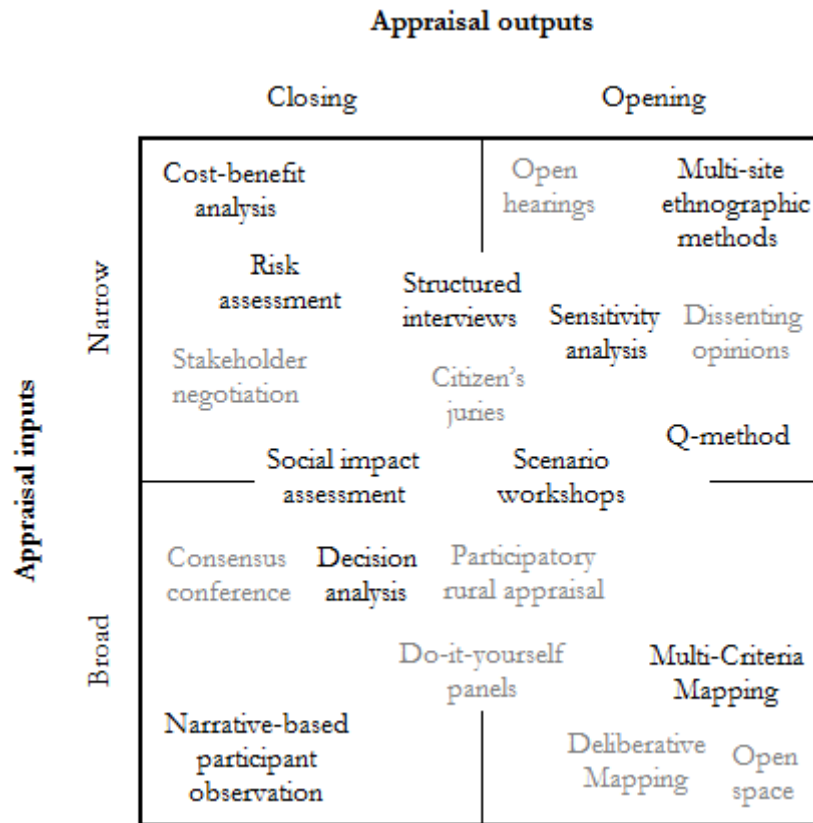 Appraisal outputs
Closing
Opening
Appraisal inputs
Narrow
Broad
Cost-benefit
analysis
Open
hearings
Multi-site
ethnographic
methods
Risk
assessment
Structured
interviews
Sensitivity
analysis
Dissenting
opinions
Stakeholder
negotiation
Citizen's
juries
Q-method
Social impact
assessment
Scenario
workshops
Consensus
conference
Decision
analysis
Participatory
rural appraisal
Do-it-yourself
panels
Multi-Criteria
Mapping
Narrative-based
participant
observation
Deliberative
Mapping
Open
space